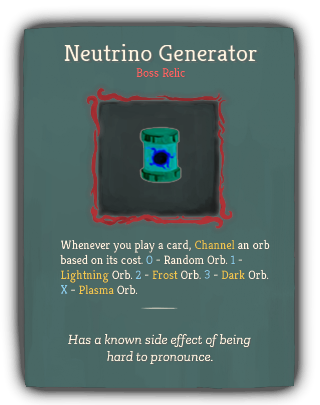 Neutrino Generator
Boss Relic
Whenever you play a card, Channel an orb
based on its cost. 0 - Random Orb. 1 -
Lightning Orb. 2 - Frost Orb. 3 - Dark Orb.
X - Plasma Orb.
Has a known side effect of being
hard to pronounce.